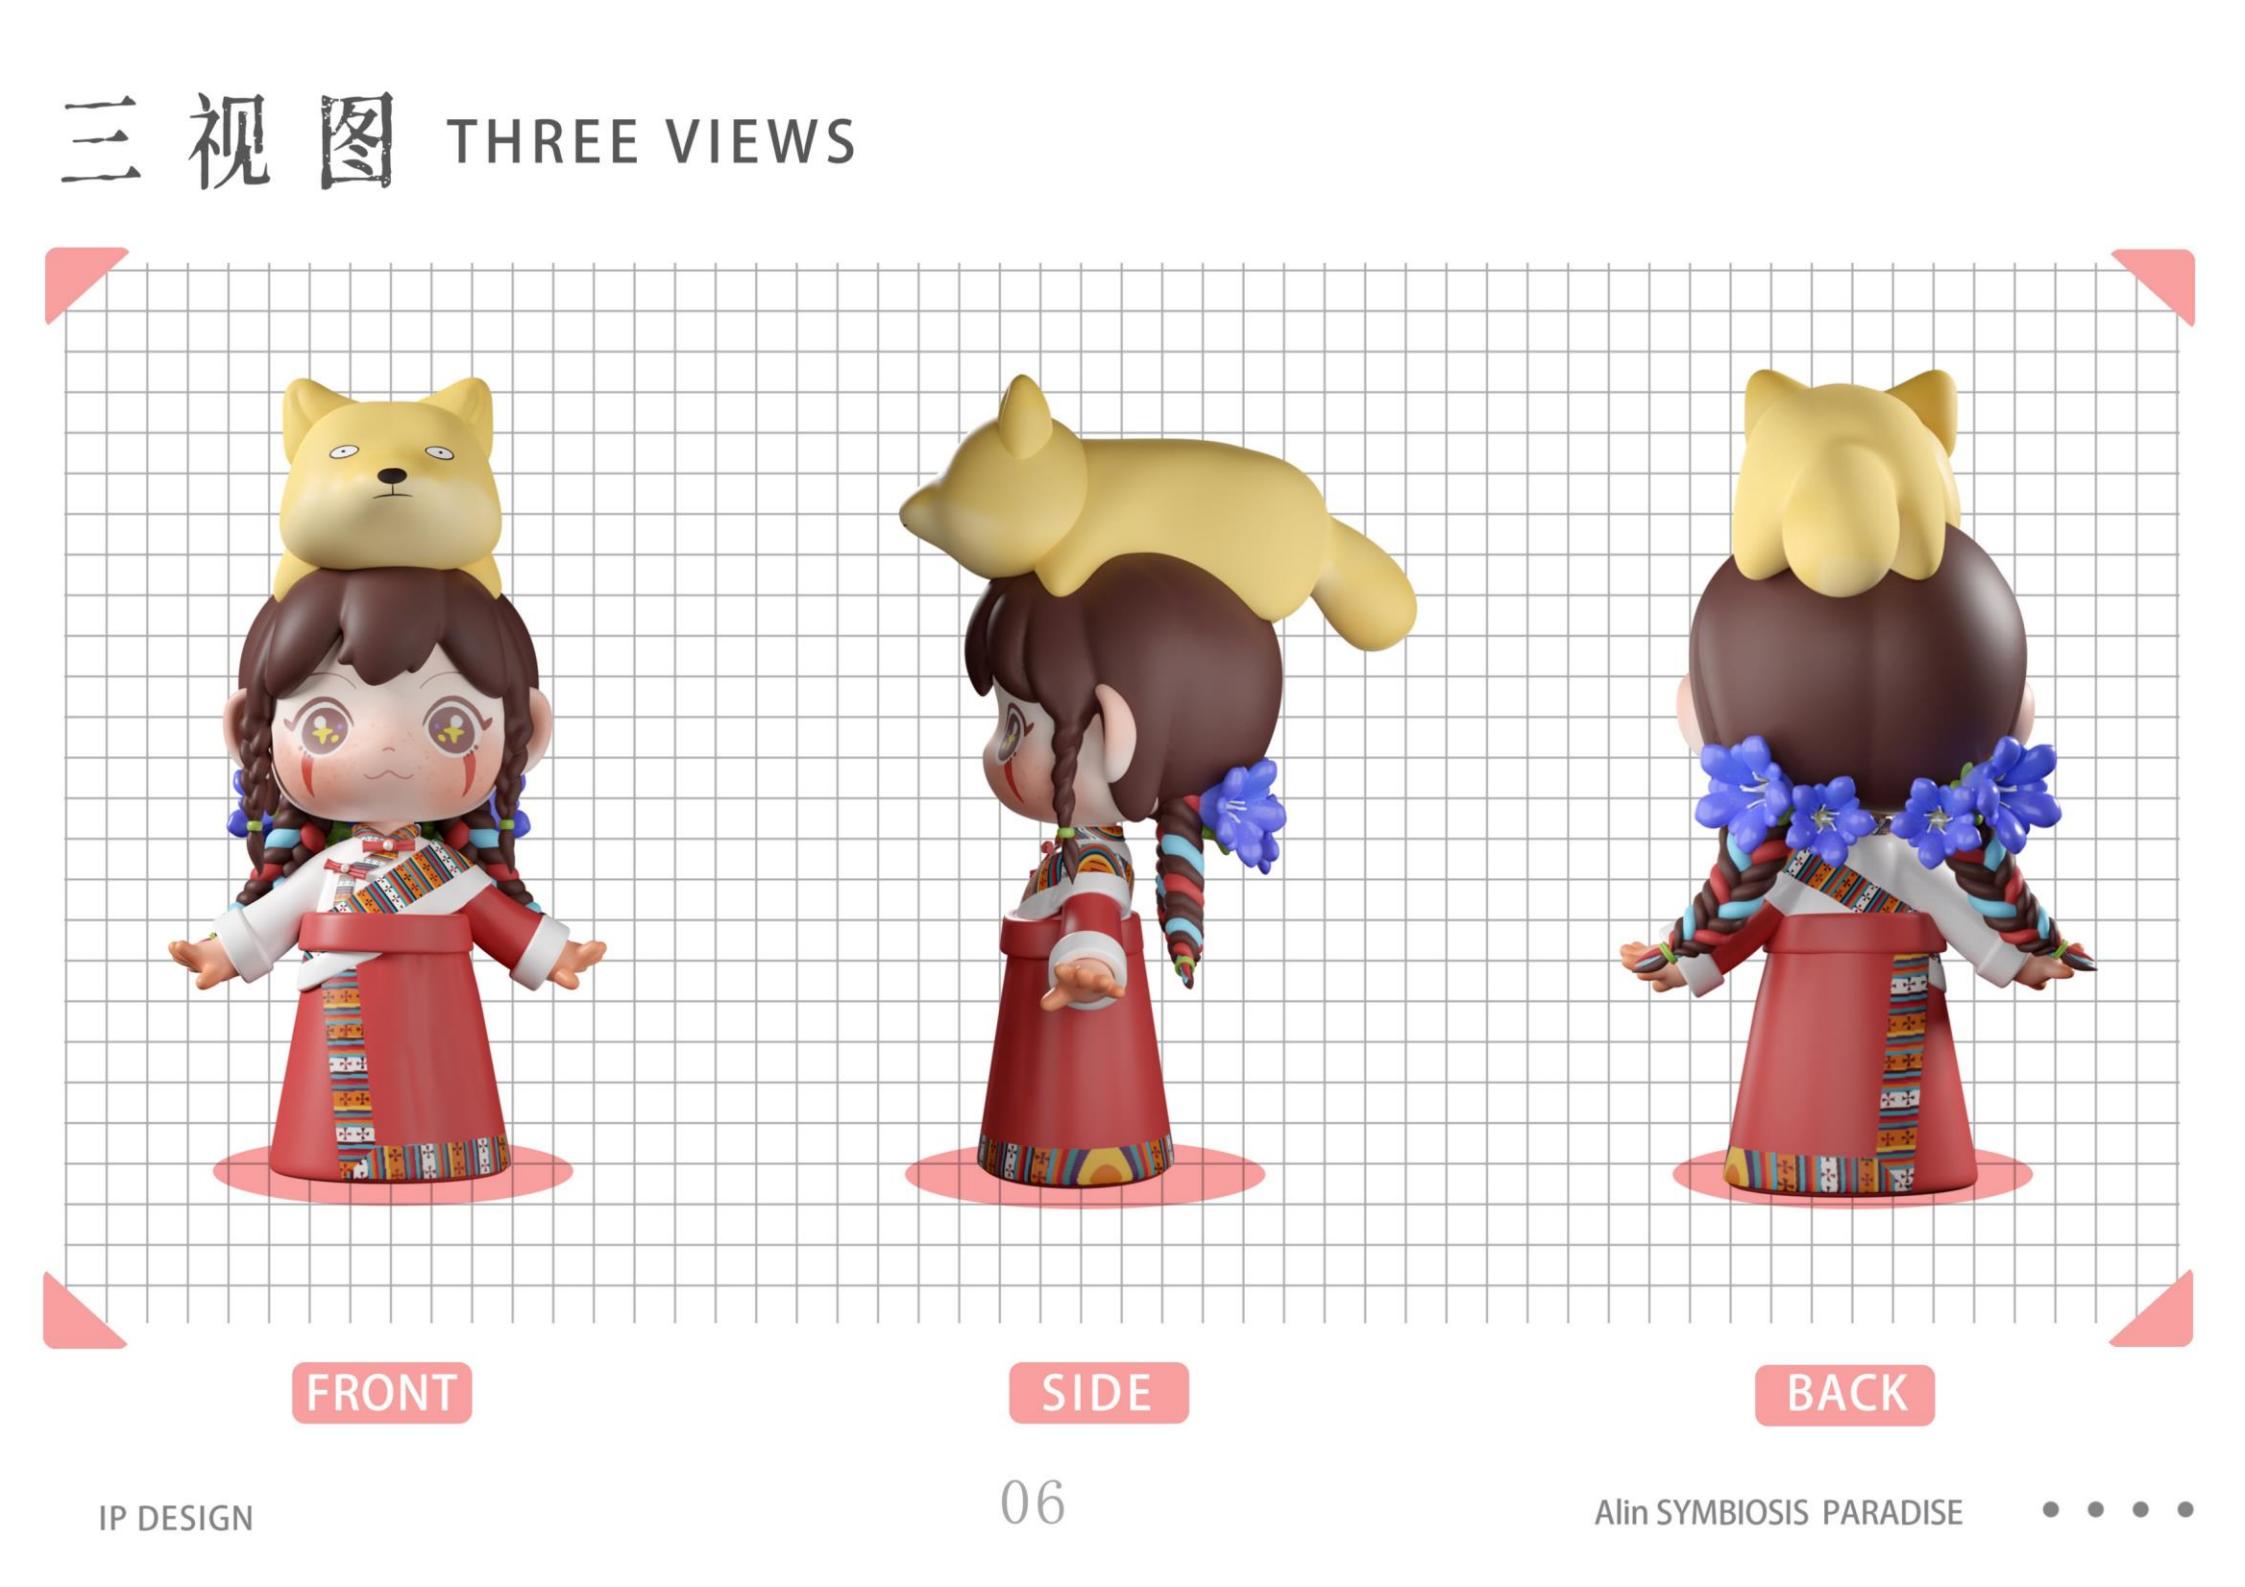 三视图 THREE VIEWS
FRONT
SIDE
BACK
IP DESIGN
06
Alin SYMBIOSIS PARADISE